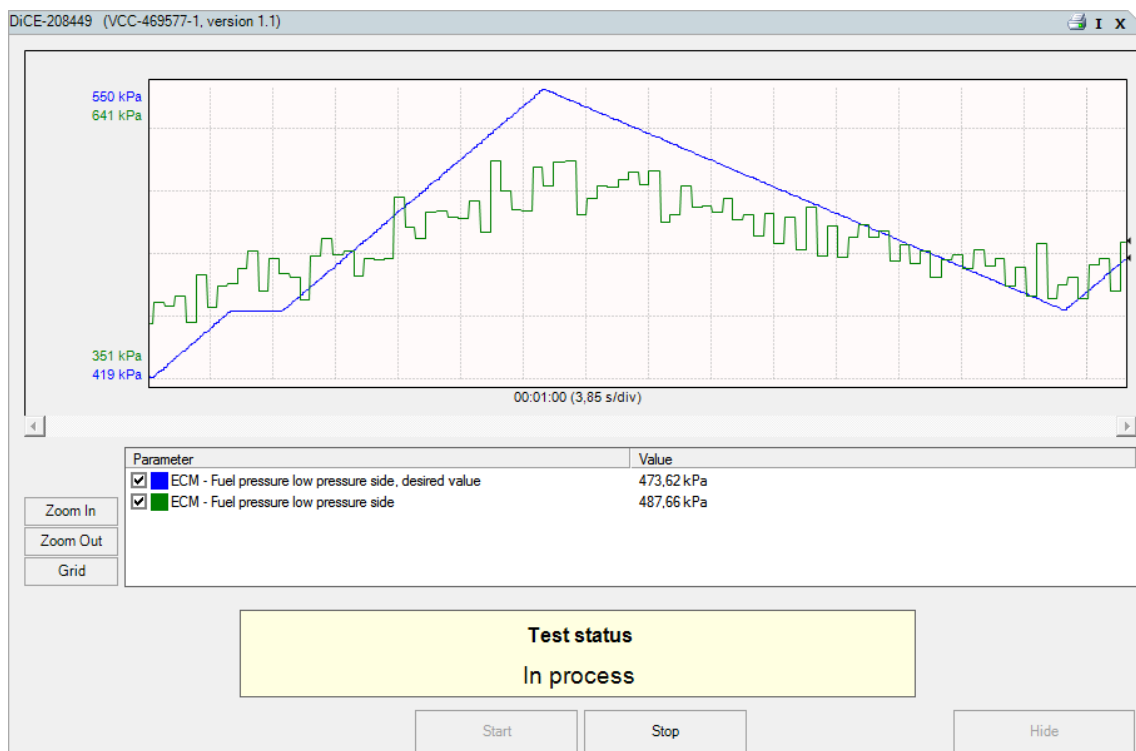 DiCE-208449 (VCC-469577-1, version 1.1)
I X
550 kPa
641 kPa
351 kPa
419 kPa
00:01:00 (3,85 s/div)
Parameter Value
ECM - Fuel pressure low pressure side, desired value 473,62 kPa
ECM - Fuel pressure low pressure side 487,66 kPa
Zoom In
Zoom Out
Grid
Test status
In process
Start Stop Hide